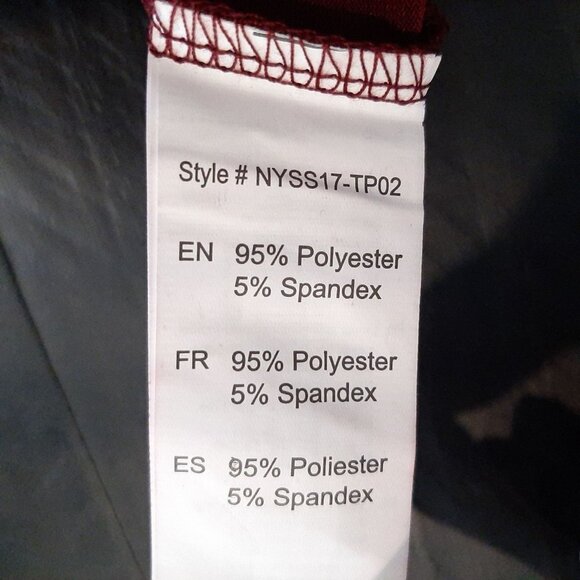 Style # NYSS17-TP02
EN 95% Polyester
5% Spandex
FR 95% Polyester
5% Spandex
ES 95% Poliester
5% Spandex